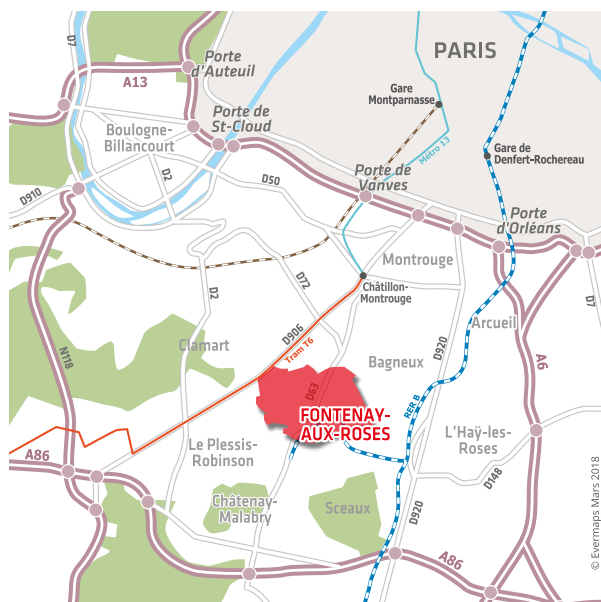 D7
PARIS
Porte
d'Auteuil
A13
Gare
Montparnasse
Porte de
St-Cloud
Boulogne-
Billancourt
Métro 13
Gare de
Denfert-Rochereau
D2
D50
Porte de
Vanves
D910
Porte
d'Orléans
Montrouge
D72
Châtillon-
Montrouge
D2
D7
D906
Arcueil
Tram T6
Clamart
N118
D920
A6
Bagneux
D63
RER B
FONTENAY-
AUX-ROSES
L'Haÿ-les-
Roses
Le Plessis-
Robinson
A86
D148
Châtenay-
Malabry
Sceaux
D920
A86
© Evermaps Mars 2018